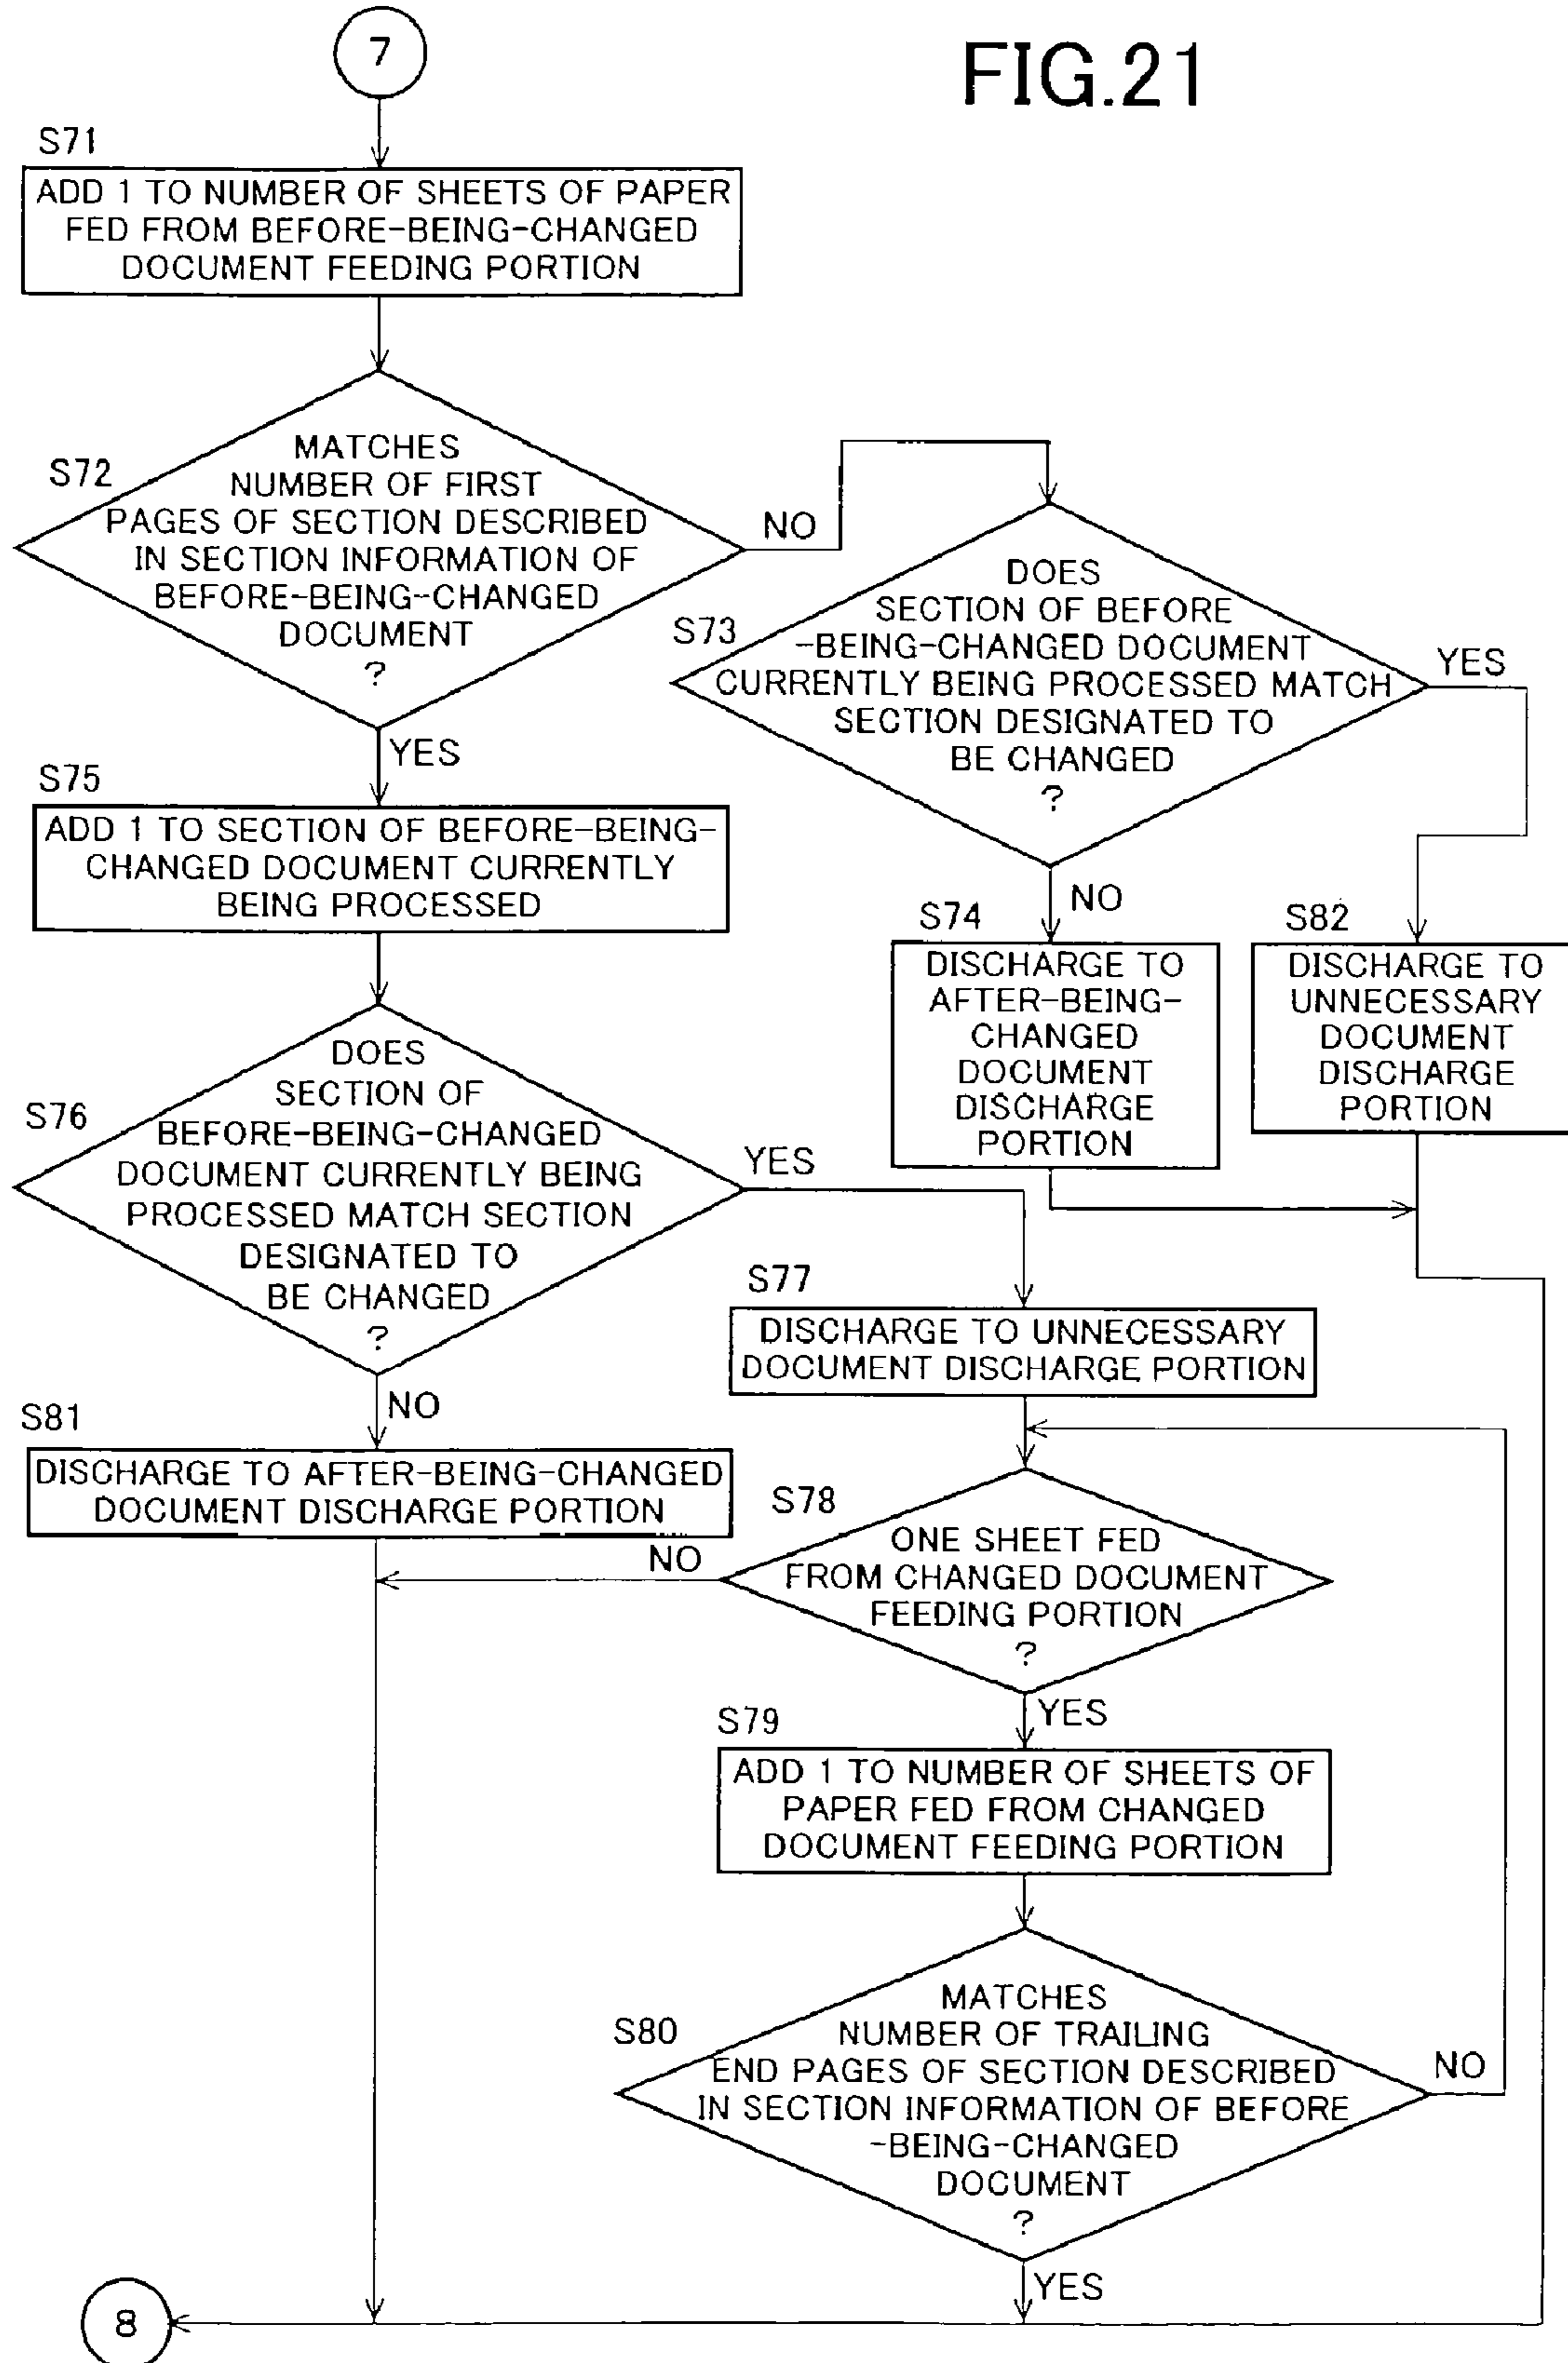 7
FIG.21
S71
ADD 1 TO NUMBER OF SHEETS OF PAPER
FED FROM BEFORE-BEING-CHANGED
DOCUMENT FEEDING PORTION
S72
MATCHES
NUMBER OF FIRST
PAGES OF SECTION DESCRIBED
IN SECTION INFORMATION OF
BEFORE-BEING-CHANGED
DOCUMENT
?
NO
YES
S73
DOES
SECTION OF BEFORE
-BEING-CHANGED DOCUMENT
CURRENTLY BEING PROCESSED MATCH
SECTION DESIGNATED TO
BE CHANGED
?
YES
NO
S75
ADD 1 TO SECTION OF BEFORE-BEING-
CHANGED DOCUMENT CURRENTLY
BEING PROCESSED
S74
DISCHARGE TO
AFTER-BEING-
CHANGED
DOCUMENT
DISCHARGE
PORTION
S82
DISCHARGE TO
UNNECESSARY
DOCUMENT
DISCHARGE
PORTION
S76
DOES
SECTION OF
BEFORE-BEING-CHANGED
DOCUMENT CURRENTLY BEING
PROCESSED MATCH SECTION
DESIGNATED TO
BE CHANGED
?
YES
NO
S77
DISCHARGE TO UNNECESSARY
DOCUMENT DISCHARGE PORTION
S81
DISCHARGE TO AFTER-BEING-CHANGED
DOCUMENT DISCHARGE PORTION
S78
ONE SHEET FED
FROM CHANGED DOCUMENT
FEEDING PORTION
?
NO
YES
S79
ADD 1 TO NUMBER OF SHEETS OF
PAPER FED FROM CHANGED
DOCUMENT FEEDING PORTION
S80
MATCHES
NUMBER OF TRAILING
END PAGES OF SECTION DESCRIBED
IN SECTION INFORMATION OF BEFORE
-BEING-CHANGED
DOCUMENT
?
NO
YES
8